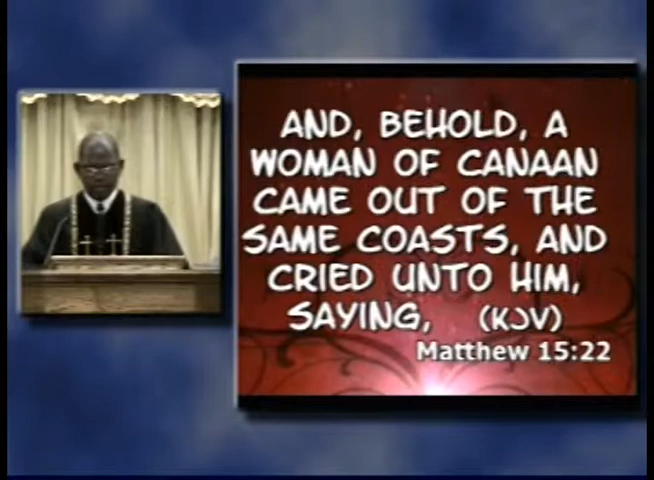 AND, BEHOLD, A
WOMAN OF CANAAN
CAME OUT OF THE
SAME COASTS, AND
CRIED UNTO HIM,
SAYING, (KJV)
Matthew 15:22